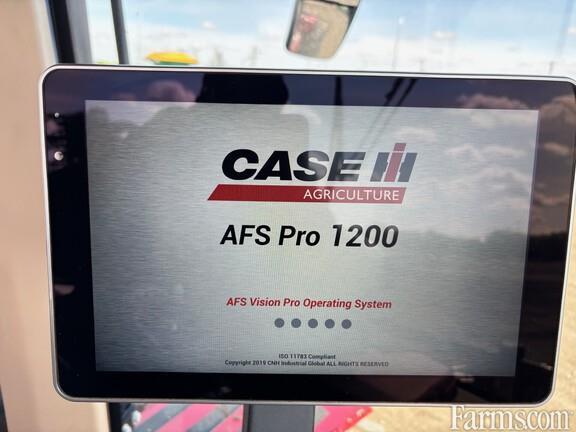 CASE IH
AGRICULTURE
AFS Pro 1200
AFS Vision Pro Operating System
ISO 11783 Compliant
Copyright 2019 CNH Industrial Global ALL RIGHTS RESERVED
Farms.com